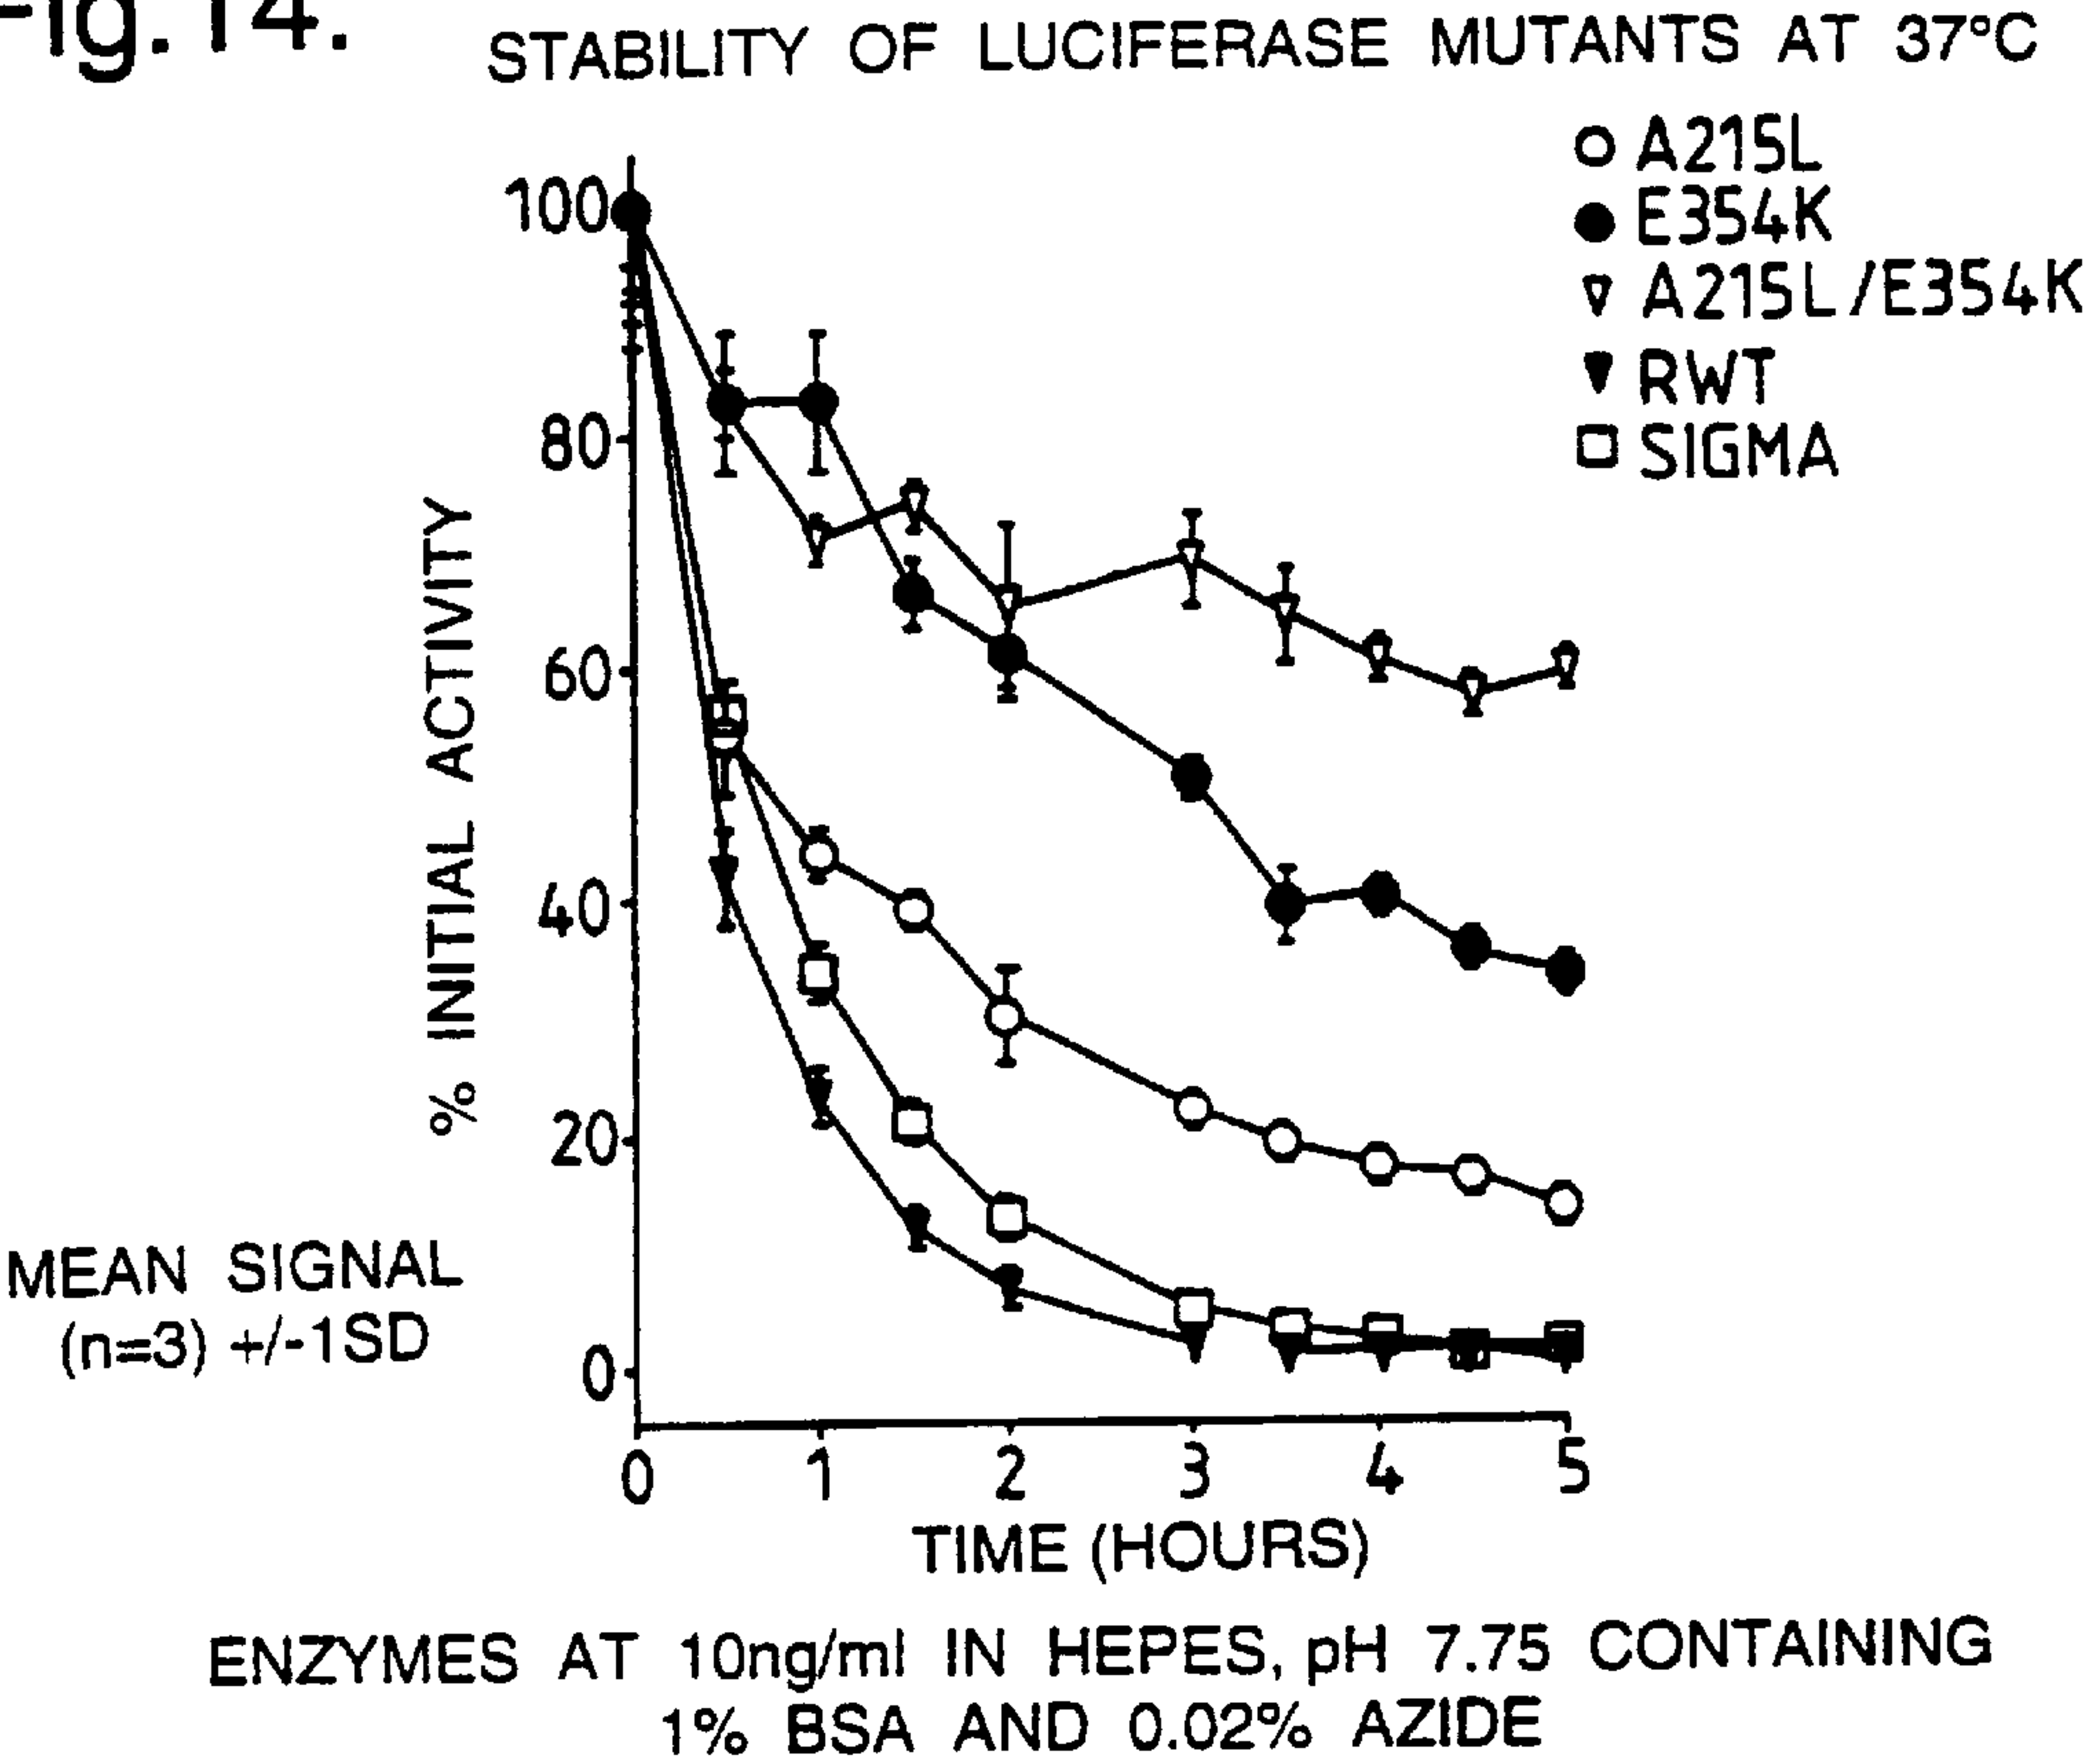 Fig. 14.
STABILITY OF LUCIFERASE MUTANTS AT 37ºC
A215L
E354K
A215L/E354K
RWT
SIGMA
100
80
60
40
20
0
% INITIAL ACTIVITY
MEAN SIGNAL
(n=3) +/-1SD
0 1 2 3 4 5
TIME (HOURS)
ENZYMES AT 10ng/ml IN HEPES, pH 7.75 CONTAINING
1% BSA AND 0.02% AZIDE